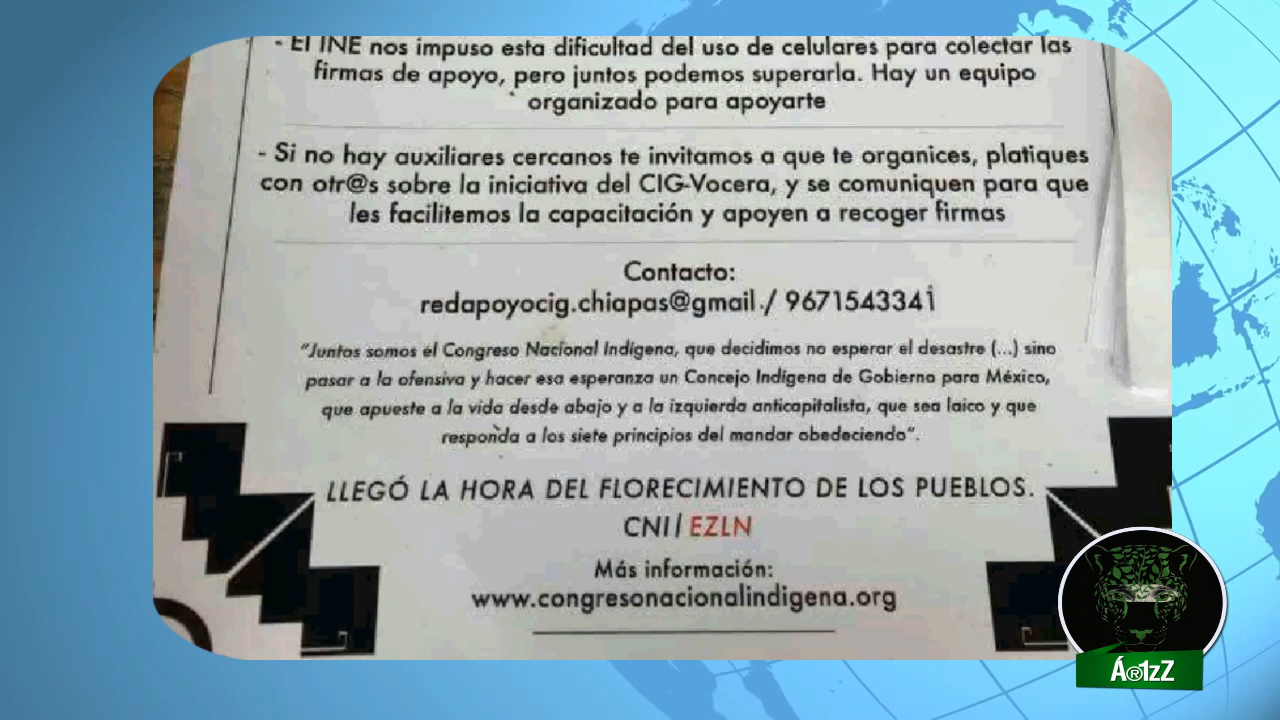 - El INE nos impuso esta dificultad del uso de celulares para colectar las
firmas de apoyo, pero juntos podemos superarla. Hay un equipo
organizado para apoyarte
- Si no hay auxiliares cercanos te invitamos a que te organices, platiques
con otr@s sobre la iniciativa del CIG-Vocera, y se comuniquen para que
les facilitemos la capacitación y apoyen a recoger firmas
Contacto:
redapoyocig.chiapas@gmail./ 9671543341
"Juntos somos el Congreso Nacional Indígena, que decidimos no esperar el desastre (...) sino
pasar a la ofensiva y hacer esa esperanza un Concejo Indígena de Gobierno para México,
que apueste a la vida desde abajo y a la izquierda anticapitalista, que sea laico y que
responda a los siete principios del mandar obedeciendo".
LLEGÓ LA HORA DEL FLORECIMIENTO DE LOS PUEBLOS.
CNI/EZLN
Más información:
www.congresonacionalindigena.org
Á®1zZ